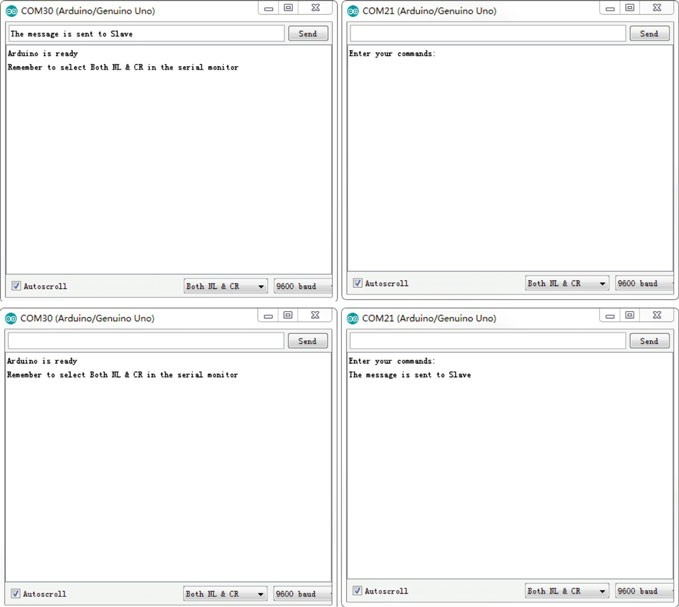 COM30 (Arduino/Genuino Uno)
The message is sent to Slave
Send
Arduino is ready
Remember to select Both NL & CR in the serial monitor
Autoscroll
Both NL & CR
9600 baud
COM21 (Arduino/Genuino Uno)
Send
Enter your commands:
Autoscroll
Both NL & CR
9600 baud
COM30 (Arduino/Genuino Uno)
Send
Arduino is ready
Remember to select Both NL & CR in the serial monitor
Autoscroll
Both NL & CR
9600 baud
COM21 (Arduino/Genuino Uno)
Send
Enter your commands:
The message is sent to Slave
Autoscroll
Both NL & CR
9600 baud